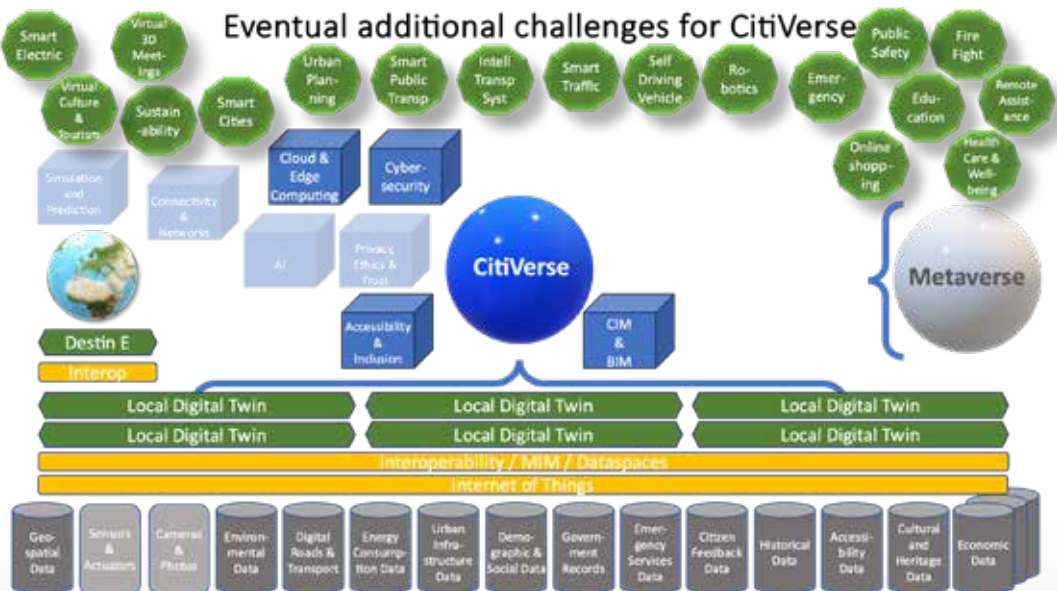 Eventual additional challenges for CitiVerse
Smart
Electric
Virtual
3D
Meet-
ings
Virtual
Culture
&
Tourism
Sustain
-ability
Smart
Cities
Urban
Plan-
ning
Smart
Public
Transp
Intell
Transp
Syst
Smart
Traffic
Self
Driving
Vehicle
Ro-
botics
Emer-
gency
Public
Safety
Fire
Fight
Edu-
cation
Remote
Assist-
ance
Online
shopp-
ing
Health
Care &
Well-
being
Simulation
and
Prediction
Connectivity
&
Networks
Cloud &
Edge
Computing
Cyber-
security
AI
Privacy,
Ethics &
Trust
Accessibility
&
Inclusion
CIM
&
BIM
CitiVerse
Metaverse
Destin E
Interop
Local Digital Twin
Local Digital Twin
Local Digital Twin
Local Digital Twin
Local Digital Twin
Local Digital Twin
Interoperability / MIM / Dataspaces
Internet of Things
Geo-
spatial
Data
Sensors
&
Actuators
Cameras
&
Photos
Environ-
mental
Data
Digital
Roads &
Transport
Energy
Consump-
tion Data
Urban
Infra-
structure
Data
Demo-
graphic &
Social Data
Govern-
ment
Records
Emer-
gency
Services
Data
Citizen
Feedback
Data
Historical
Data
Accessi-
bility
Data
Cultural
and
Heritage
Data
Economic
Data